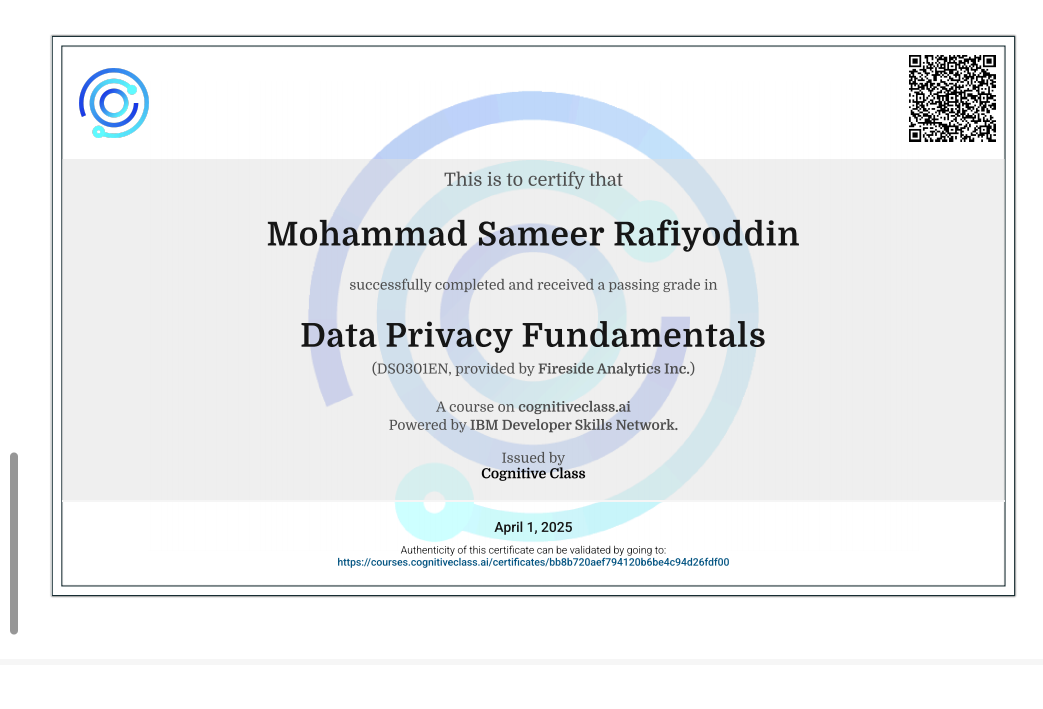 This is to certify that
Mohammad Sameer Rafiyoddin
successfully completed and received a passing grade in
Data Privacy Fundamentals
(DS0301EN, provided by Fireside Analytics Inc.)
A course on cognitiveclass.ai
Powered by IBM Developer Skills Network.
Issued by
Cognitive Class
April 1, 2025
Authenticity of this certificate can be validated by going to:
https://courses.cognitiveclass.ai/certificates/bb8b720aef794120b6be4c94d26fdf00